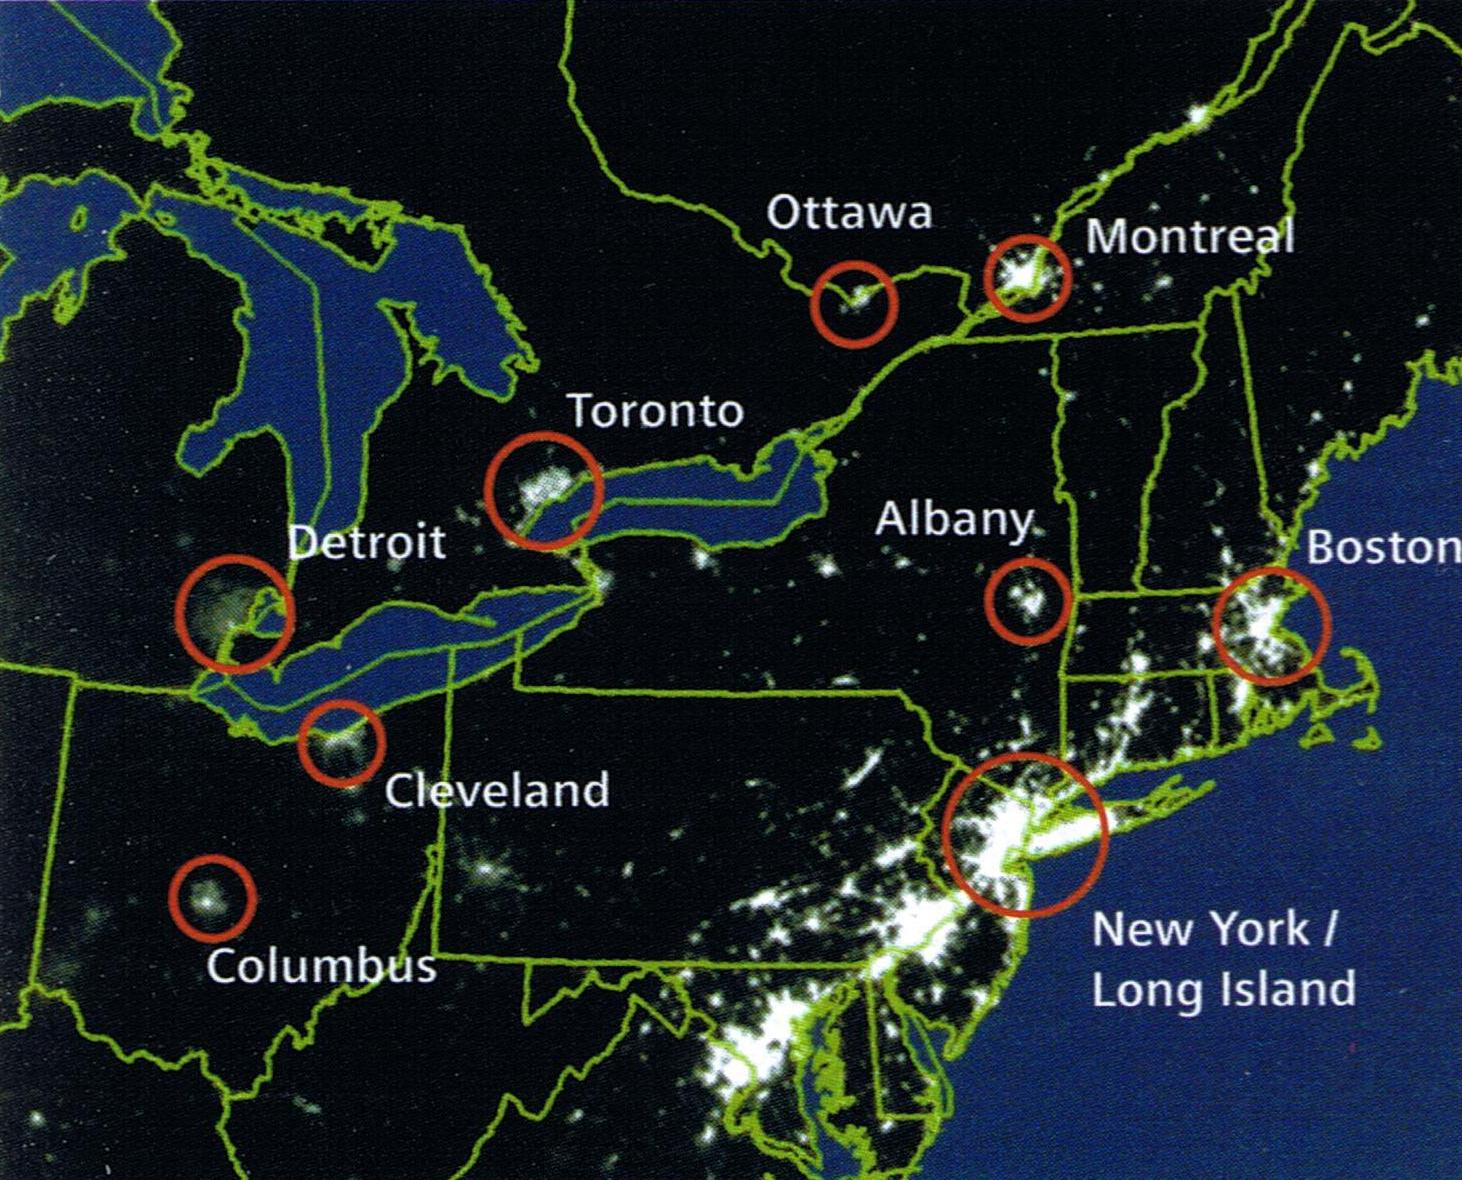 Ottawa
Montreal
Toronto
Albany
Detroit
Boston
Cleveland
Columbus
New York /
Long Island